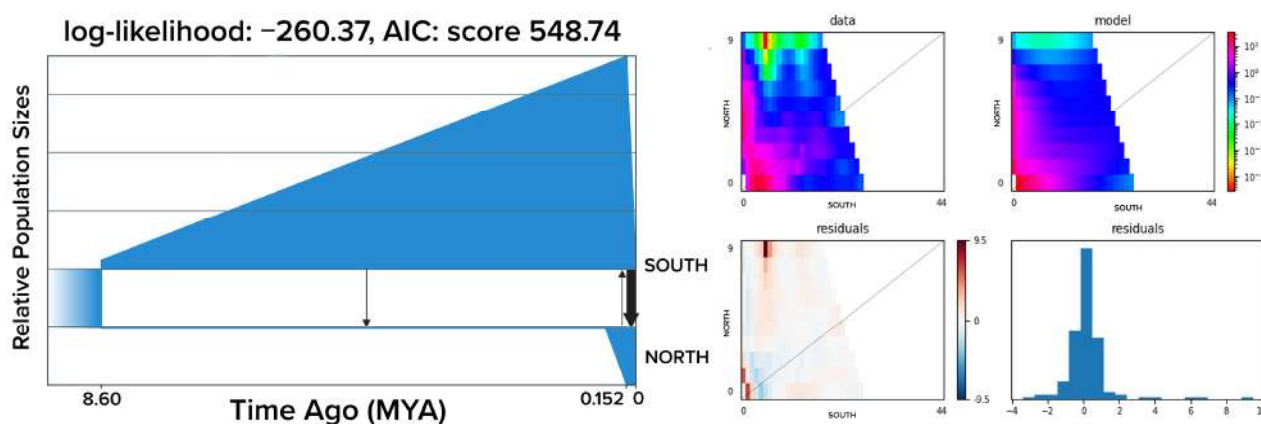 log-likelihood: −260.37, AIC: score 548.74
Relative Population Sizes
SOUTH
NORTH
8.60
0.152 0
Time Ago (MYA)
data
9
NORTH
0
0
SOUTH
44
model
9
NORTH
0
0
SOUTH
44
residuals
9
NORTH
0
0
SOUTH
44
9.5
0
-9.5
residuals
−4 −2 0 2 4 6 8